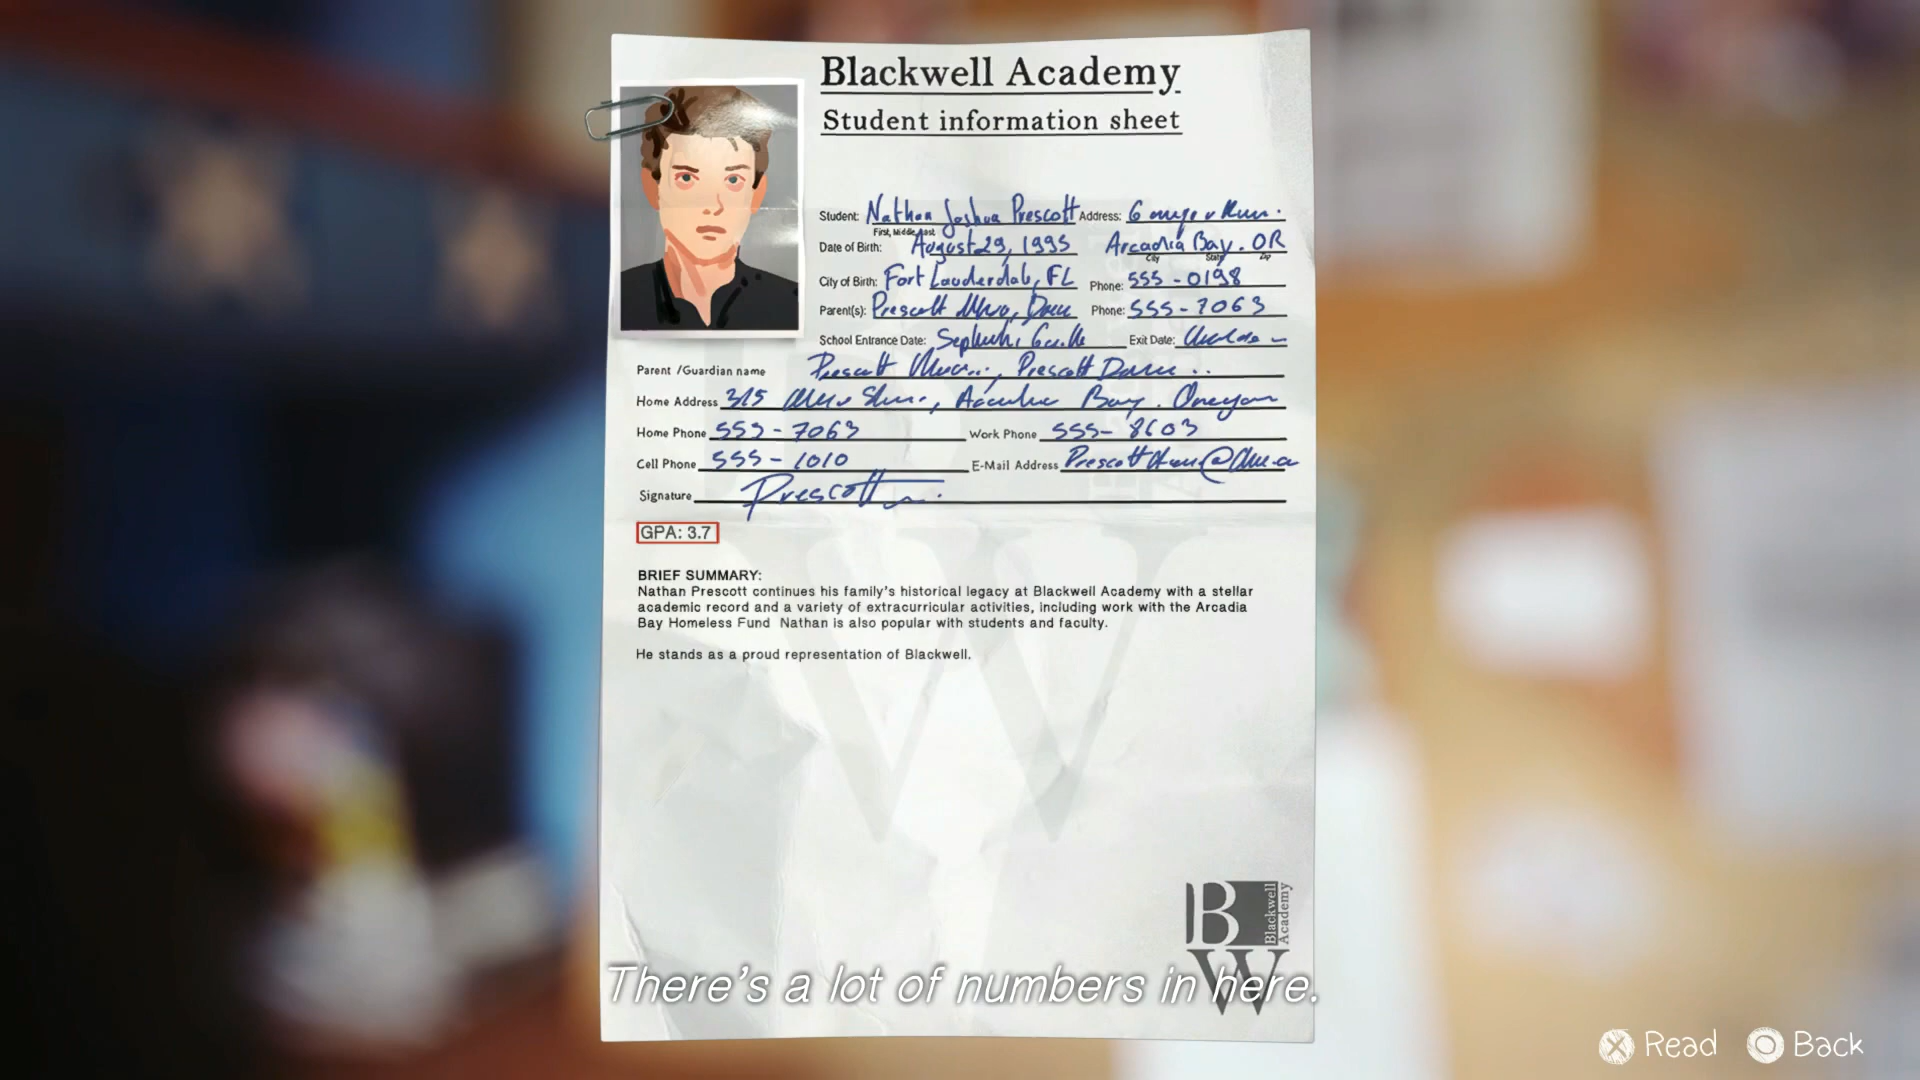 Blackwell Academy
Student information sheet
Student: Nathan Joshua Prescott Address:
First, Middle, Last
Date of Birth: August 29, 1995 Arcadia Bay. OR
City State Zip
City of Birth: Fort Lauderdale, FL Phone: 555-0198
Parent(s): Prescott Phone: 555-7063
School Entrance Date: Exit Date:
Parent /Guardian name Prescott Prescott
Home Address 315 Bay.
Home Phone 555-7063 Work Phone 555-
Cell Phone 555-1010 E-Mail Address Prescott
Signature Prescott
GPA: 3.7
BRIEF SUMMARY:
Nathan Prescott continues his family's historical legacy at Blackwell Academy with a stellar
academic record and a variety of extracurricular activities, including work with the Arcadia
Bay Homeless Fund Nathan is also popular with students and faculty.
He stands as a proud representation of Blackwell.
B
W
Blackwell
Academy
There's a lot of numbers in here.
Read Back